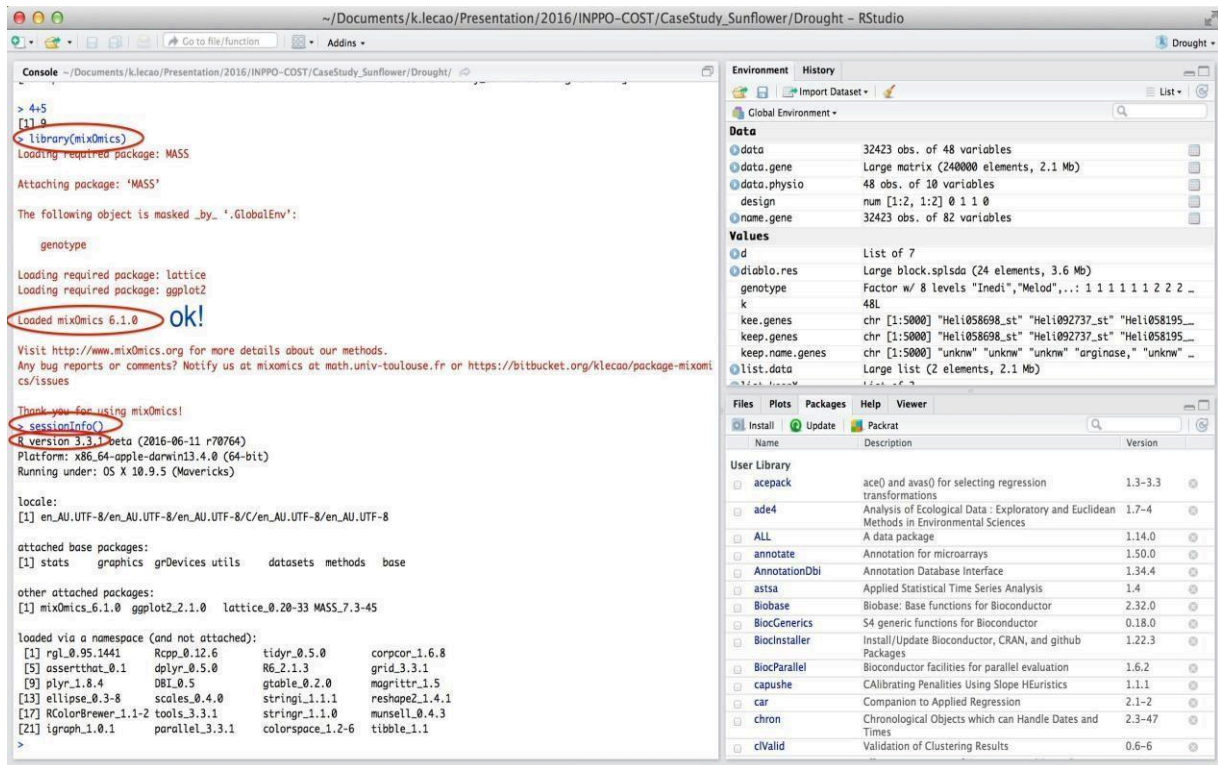 ~/Documents/k.lecao/Presentation/2016/INPPO-COST/CaseStudy_Sunflower/Drought - RStudio
Go to file/function Addins Drought
Console ~/Documents/k.lecao/Presentation/2016/INPPO-COST/CaseStudy_Sunflower/Drought/
> 4+5
[1] 9
> library(mixOmics)
Loading required package: MASS
Attaching package: ‘MASS’
The following object is masked _by_ ‘.GlobalEnv’:
genotype
Loading required package: lattice
Loading required package: ggplot2
Loaded mixOmics 6.1.0 ok!
Visit http://www.mixOmics.org for more details about our methods.
Any bug reports or comments? Notify us at mixomics at math.univ-toulouse.fr or https://bitbucket.org/klecao/package-mixomi
cs/issues
Thank you for using mixOmics!
> sessionInfo()
R version 3.3.1 beta (2016-06-11 r70764)
Platform: x86_64-apple-darwin13.4.0 (64-bit)
Running under: OS X 10.9.5 (Mavericks)
locale:
[1] en_AU.UTF-8/en_AU.UTF-8/en_AU.UTF-8/C/en_AU.UTF-8/en_AU.UTF-8
attached base packages:
[1] stats graphics grDevices utils datasets methods base
other attached packages:
[1] mixOmics_6.1.0 ggplot2_2.1.0 lattice_0.20-33 MASS_7.3-45
loaded via a namespace (and not attached):
[1] rgl_0.95.1441 Rcpp_0.12.6 tidyr_0.5.0 corpcor_1.6.8
[5] assertthat_0.1 dplyr_0.5.0 R6_2.1.3 grid_3.3.1
[9] plyr_1.8.4 DBI_0.5 gtable_0.2.0 magrittr_1.5
[13] ellipse_0.3-8 scales_0.4.0 stringi_1.1.1 reshape2_1.4.1
[17] RColorBrewer_1.1-2 tools_3.3.1 stringr_1.1.0 munsell_0.4.3
[21] igraph_1.0.1 parallel_3.3.1 colorspace_1.2-6 tibble_1.1
>
Environment History
Import Dataset List
Global Environment
Data
data 32423 obs. of 48 variables
data.gene Large matrix (240000 elements, 2.1 Mb)
data.physio 48 obs. of 10 variables
design num [1:2, 1:2] 0 1 1 0
name.gene 32423 obs. of 82 variables
Values
d List of 7
diablo.res Large block.splsda (24 elements, 3.6 Mb)
genotype Factor w/ 8 levels "Inedi","Melod",..: 1 1 1 1 1 1 2 2 2 …
k 48L
kee.genes chr [1:5000] "Heli058698_st" "Heli092737_st" "Heli058195_…
keep.genes chr [1:5000] "Heli058698_st" "Heli092737_st" "Heli058195_…
keep.name.genes chr [1:5000] "unknw" "unknw" "unknw" "arginase," "unknw" …
list.data Large list (2 elements, 2.1 Mb)
Files Plots Packages Help Viewer
Install Update Packrat
Name Description Version
User Library
acepack ace() and avas() for selecting regression 1.3-3.3
transformations
ade4 Analysis of Ecological Data : Exploratory and Euclidean 1.7-4
Methods in Environmental Sciences
ALL A data package 1.14.0
annotate Annotation for microarrays 1.50.0
AnnotationDbi Annotation Database Interface 1.34.4
astsa Applied Statistical Time Series Analysis 1.4
Biobase Biobase: Base functions for Bioconductor 2.32.0
BiocGenerics S4 generic functions for Bioconductor 0.18.0
BiocInstaller Install/Update Bioconductor, CRAN, and github 1.22.3
Packages
BiocParallel Bioconductor facilities for parallel evaluation 1.6.2
capushe CAlibrating Penalities Using Slope HEuristics 1.1.1
car Companion to Applied Regression 2.1-2
chron Chronological Objects which can Handle Dates and 2.3-47
Times
clValid Validation of Clustering Results 0.6-6